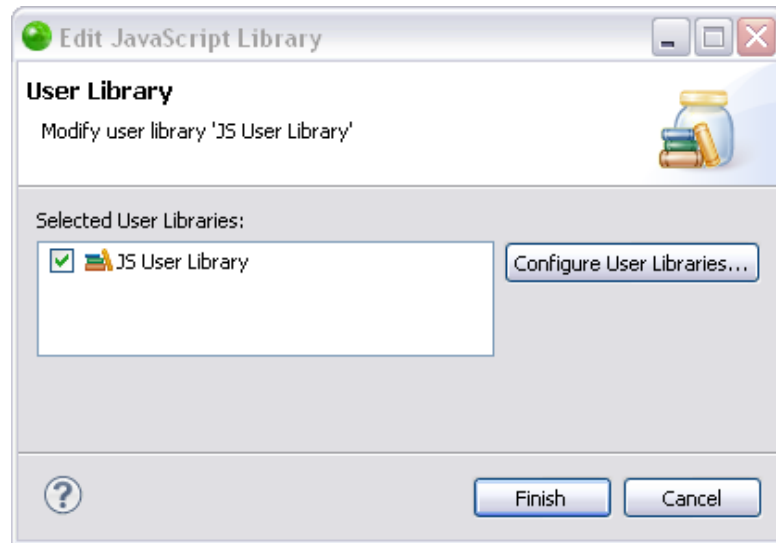 Edit JavaScript Library
User Library
Modify user library 'JS User Library'
Selected User Libraries:
JS User Library
Configure User Libraries...
?
Finish
Cancel